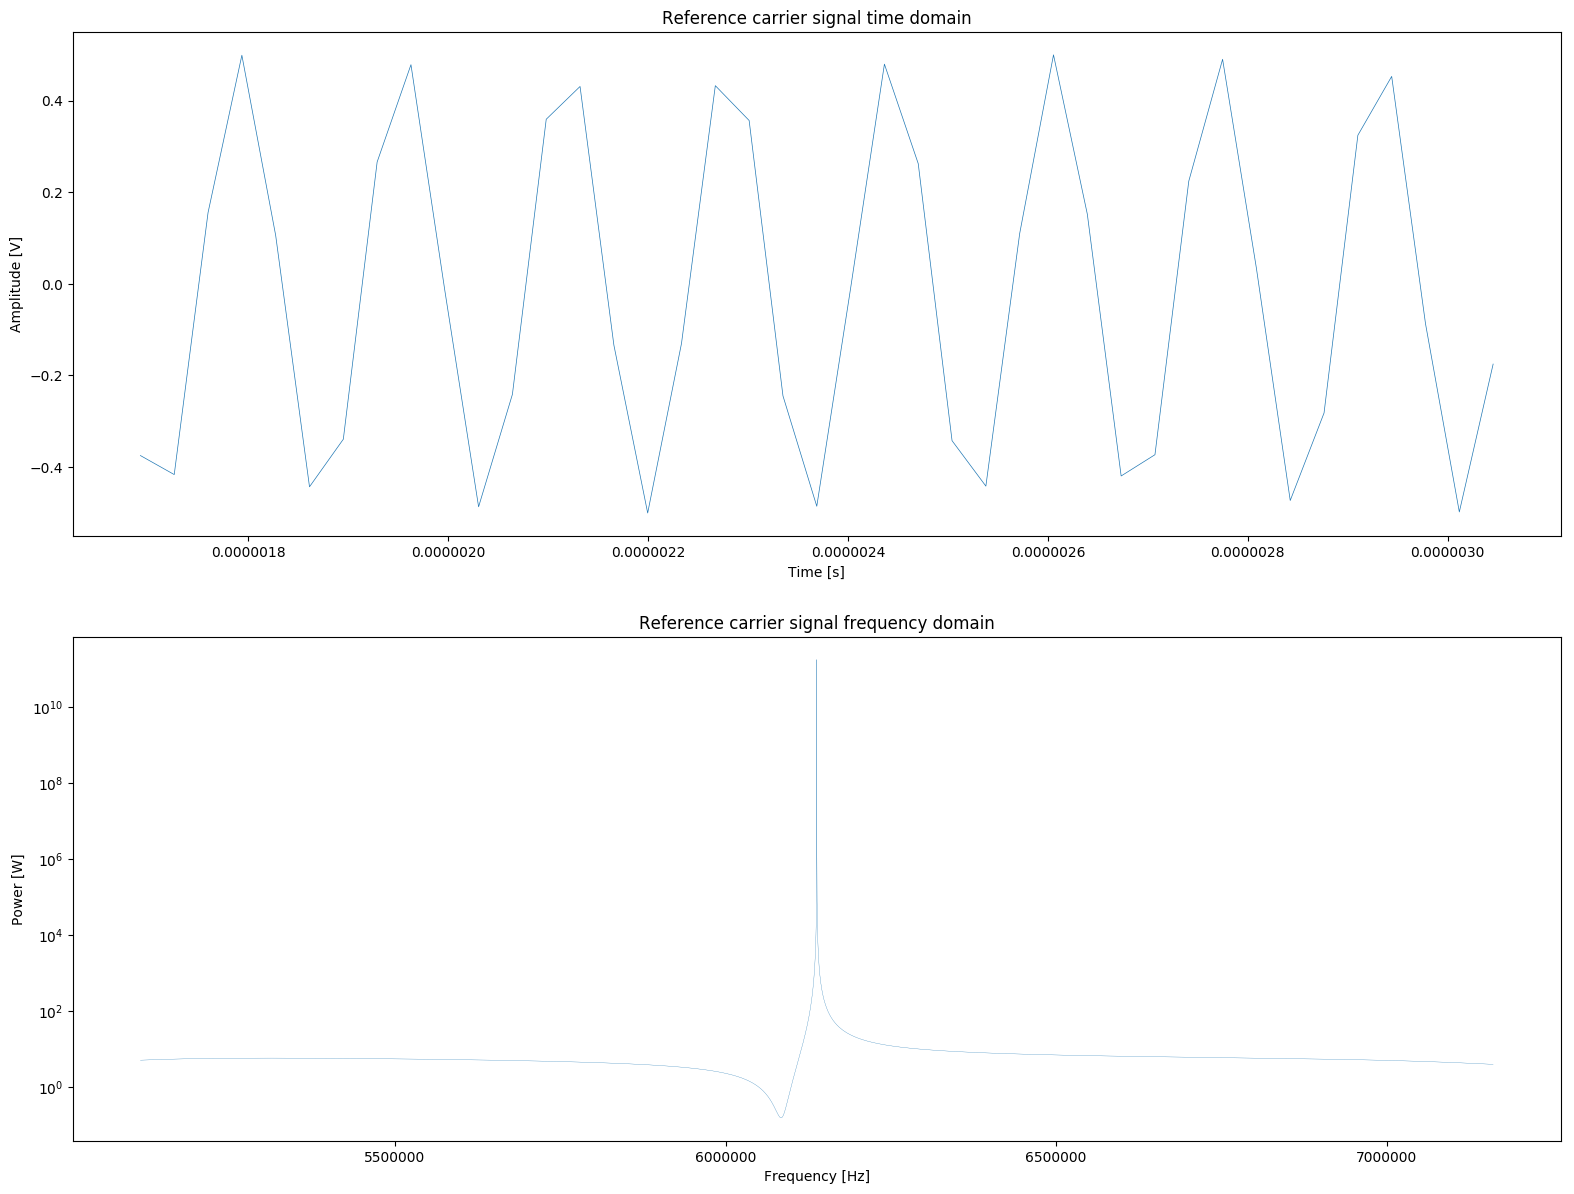 Reference carrier signal time domain
Amplitude [V]
0.4
0.2
0.0
−0.2
−0.4
0.0000018 0.0000020 0.0000022 0.0000024 0.0000026 0.0000028 0.0000030
Time [s]
Reference carrier signal frequency domain
Power [W]
10^10
10^8
10^6
10^4
10^2
10^0
5500000 6000000 6500000 7000000
Frequency [Hz]